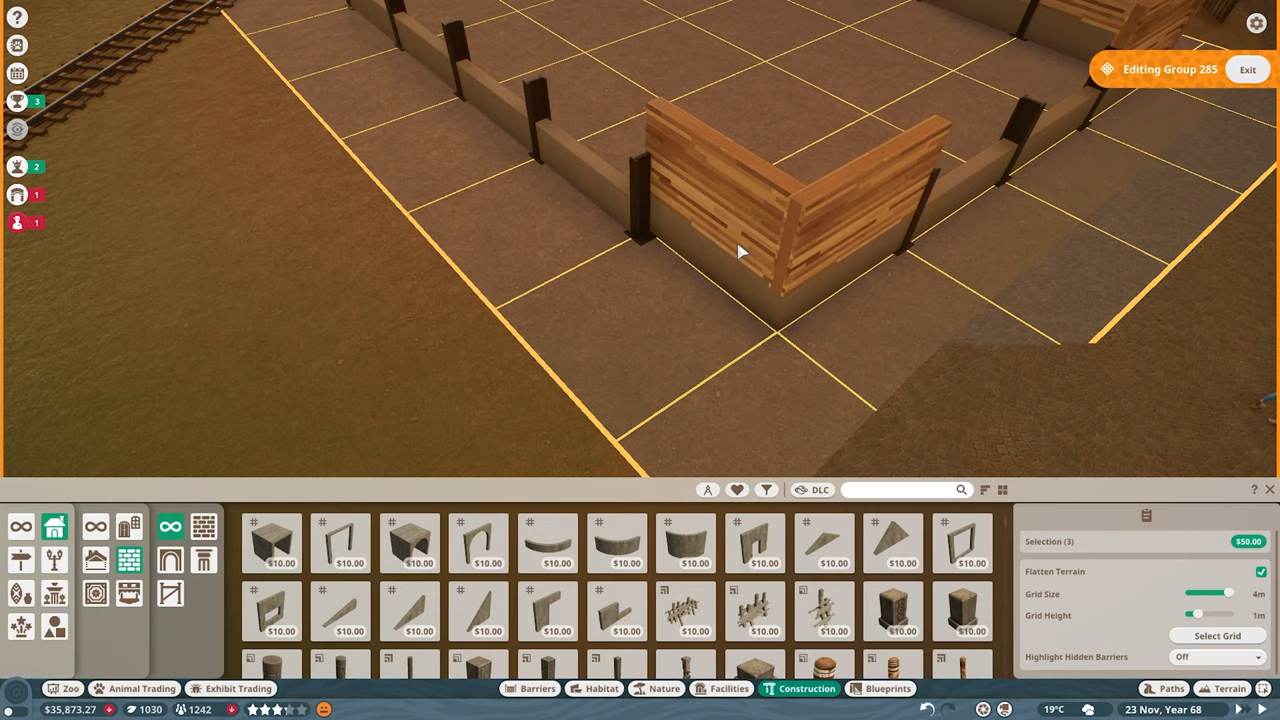 ?
Editing Group 285
Exit
3
2
1
1
DLC
? ×
$10.00 $10.00 $10.00 $10.00 $10.00 $10.00 $10.00 $10.00 $10.00 $10.00 $10.00
$10.00 $10.00 $10.00 $10.00 $10.00 $10.00 $10.00 $10.00 $10.00 $10.00 $10.00
Selection (3)
$50.00
Flatten Terrain
Grid Size
4m
Grid Height
1m
Select Grid
Highlight Hidden Barriers
Off
Zoo
Animal Trading
Exhibit Trading
Barriers
Habitat
Nature
Facilities
Construction
Blueprints
Paths
Terrain
$35,873.27
1030
1242
19°C
23 Nov, Year 68